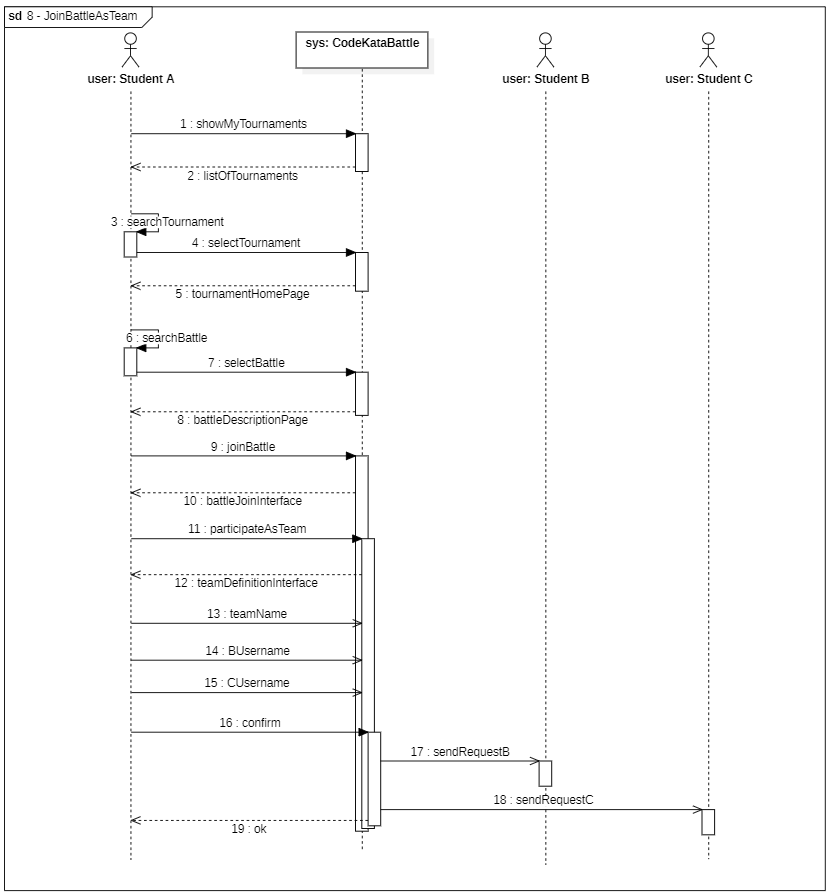 sd 8 - JoinBattleAsTeam
sys: CodeKataBattle
user: Student A
user: Student B
user: Student C
1 : showMyTournaments
2 : listOfTournaments
3 : searchTournament
4 : selectTournament
5 : tournamentHomePage
6 : searchBattle
7 : selectBattle
8 : battleDescriptionPage
9 : joinBattle
10 : battleJoinInterface
11 : participateAsTeam
12 : teamDefinitionInterface
13 : teamName
14 : BUsername
15 : CUsername
16 : confirm
17 : sendRequestB
18 : sendRequestC
19 : ok